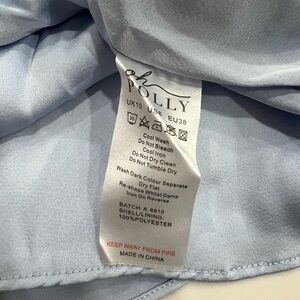 oh
POLLY
UK10 US6 EU38
30
Cool Wash
Do Not Bleach
Cool Iron
Do Not Dry Clean
Do Not Tumble Dry
Wash Dark Colour Separate
Dry Flat
Re-shape Whilst Damp
Iron On Reverse
BATCH A 6910
SHELL/LINING:
100%POLYESTER
KEEP AWAY FROM FIRE
MADE IN CHINA